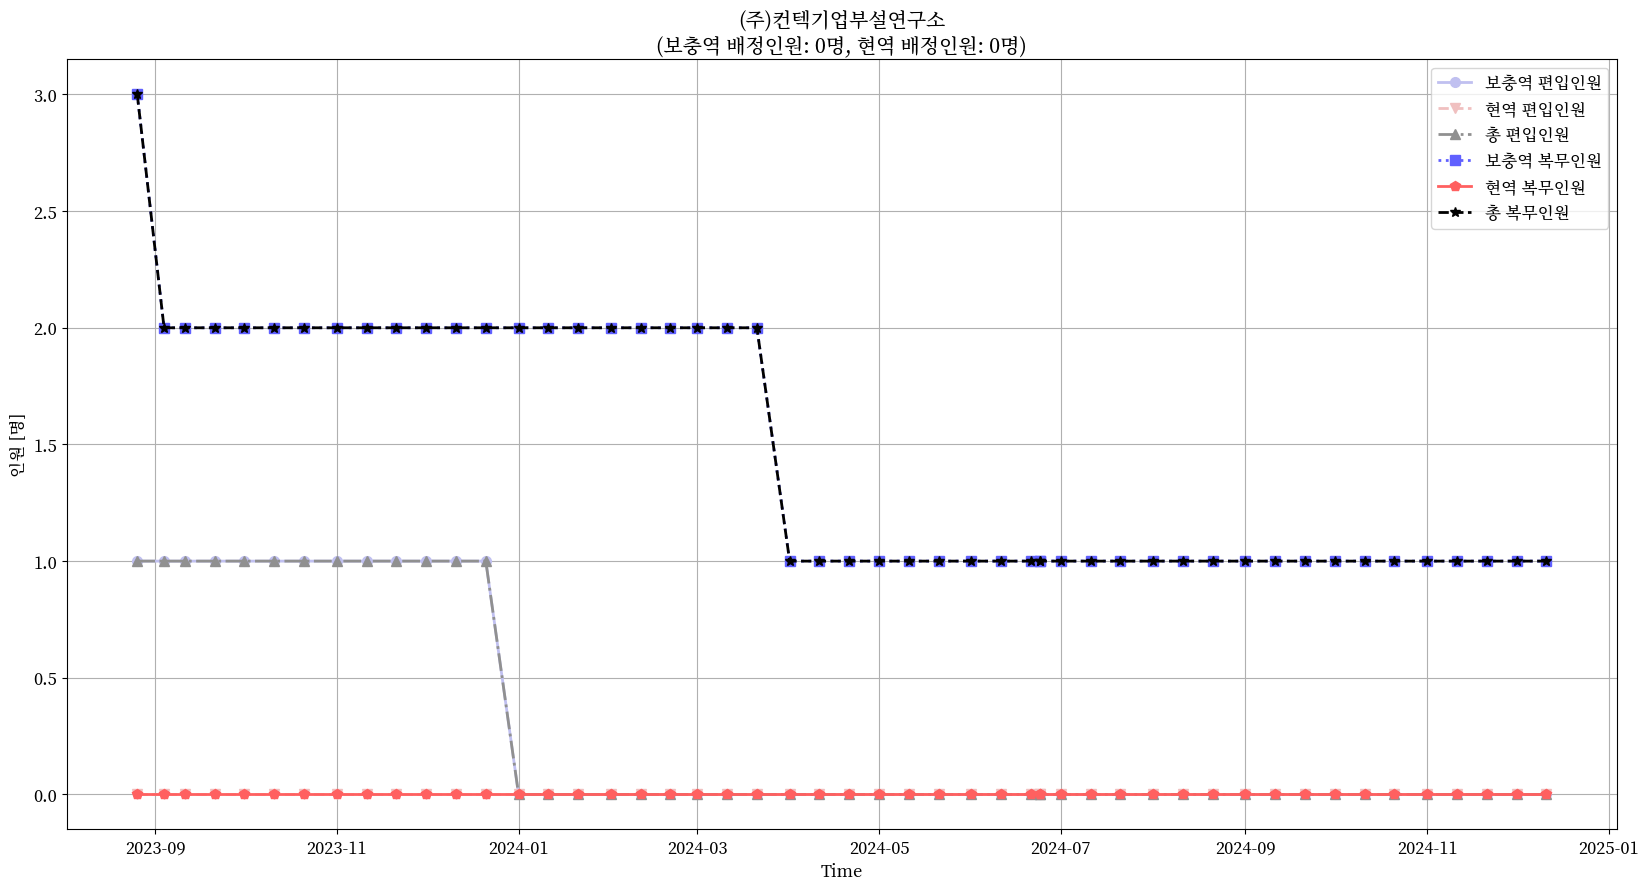 (주)컨텍기업부설연구소
(보충역 배정인원: 0명, 현역 배정인원: 0명)
보충역 편입인원
현역 편입인원
총 편입인원
보충역 복무인원
현역 복무인원
총 복무인원
인원 [명]
3.0
2.5
2.0
1.5
1.0
0.5
0.0
2023-09
2023-11
2024-01
2024-03
2024-05
2024-07
2024-09
2024-11
2025-01
Time